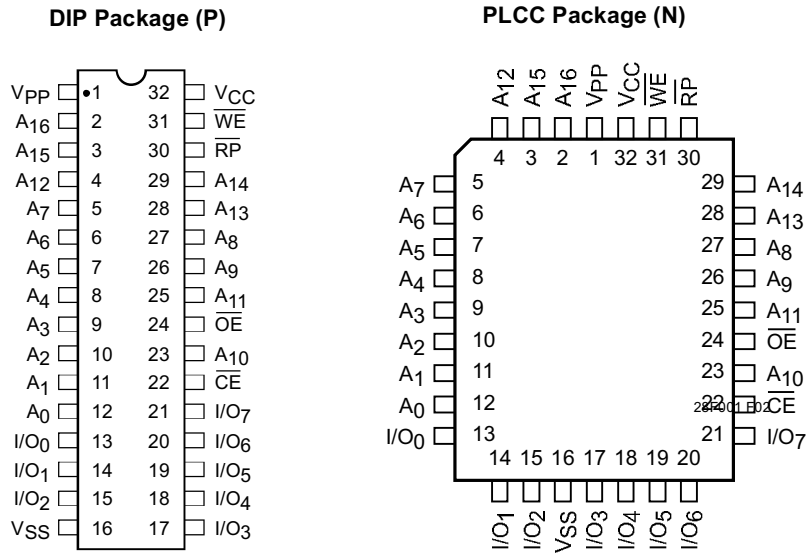 DIP Package (P)
VPP 1 32 VCC
A16 2 31 WE
A15 3 30 RP
A12 4 29 A14
A7 5 28 A13
A6 6 27 A8
A5 7 26 A9
A4 8 25 A11
A3 9 24 OE
A2 10 23 A10
A1 11 22 CE
A0 12 21 I/O7
I/O0 13 20 I/O6
I/O1 14 19 I/O5
I/O2 15 18 I/O4
VSS 16 17 I/O3
PLCC Package (N)
A12 A15 A16 VPP VCC WE RP
4 3 2 1 32 31 30
A7 5 29 A14
A6 6 28 A13
A5 7 27 A8
A4 8 26 A9
A3 9 25 A11
A2 10 24 OE
A1 11 23 A10
A0 12 22 CE
28F001 F02
I/O0 13 21 I/O7
14 15 16 17 18 19 20
I/O1 I/O2 VSS I/O3 I/O4 I/O5 I/O6